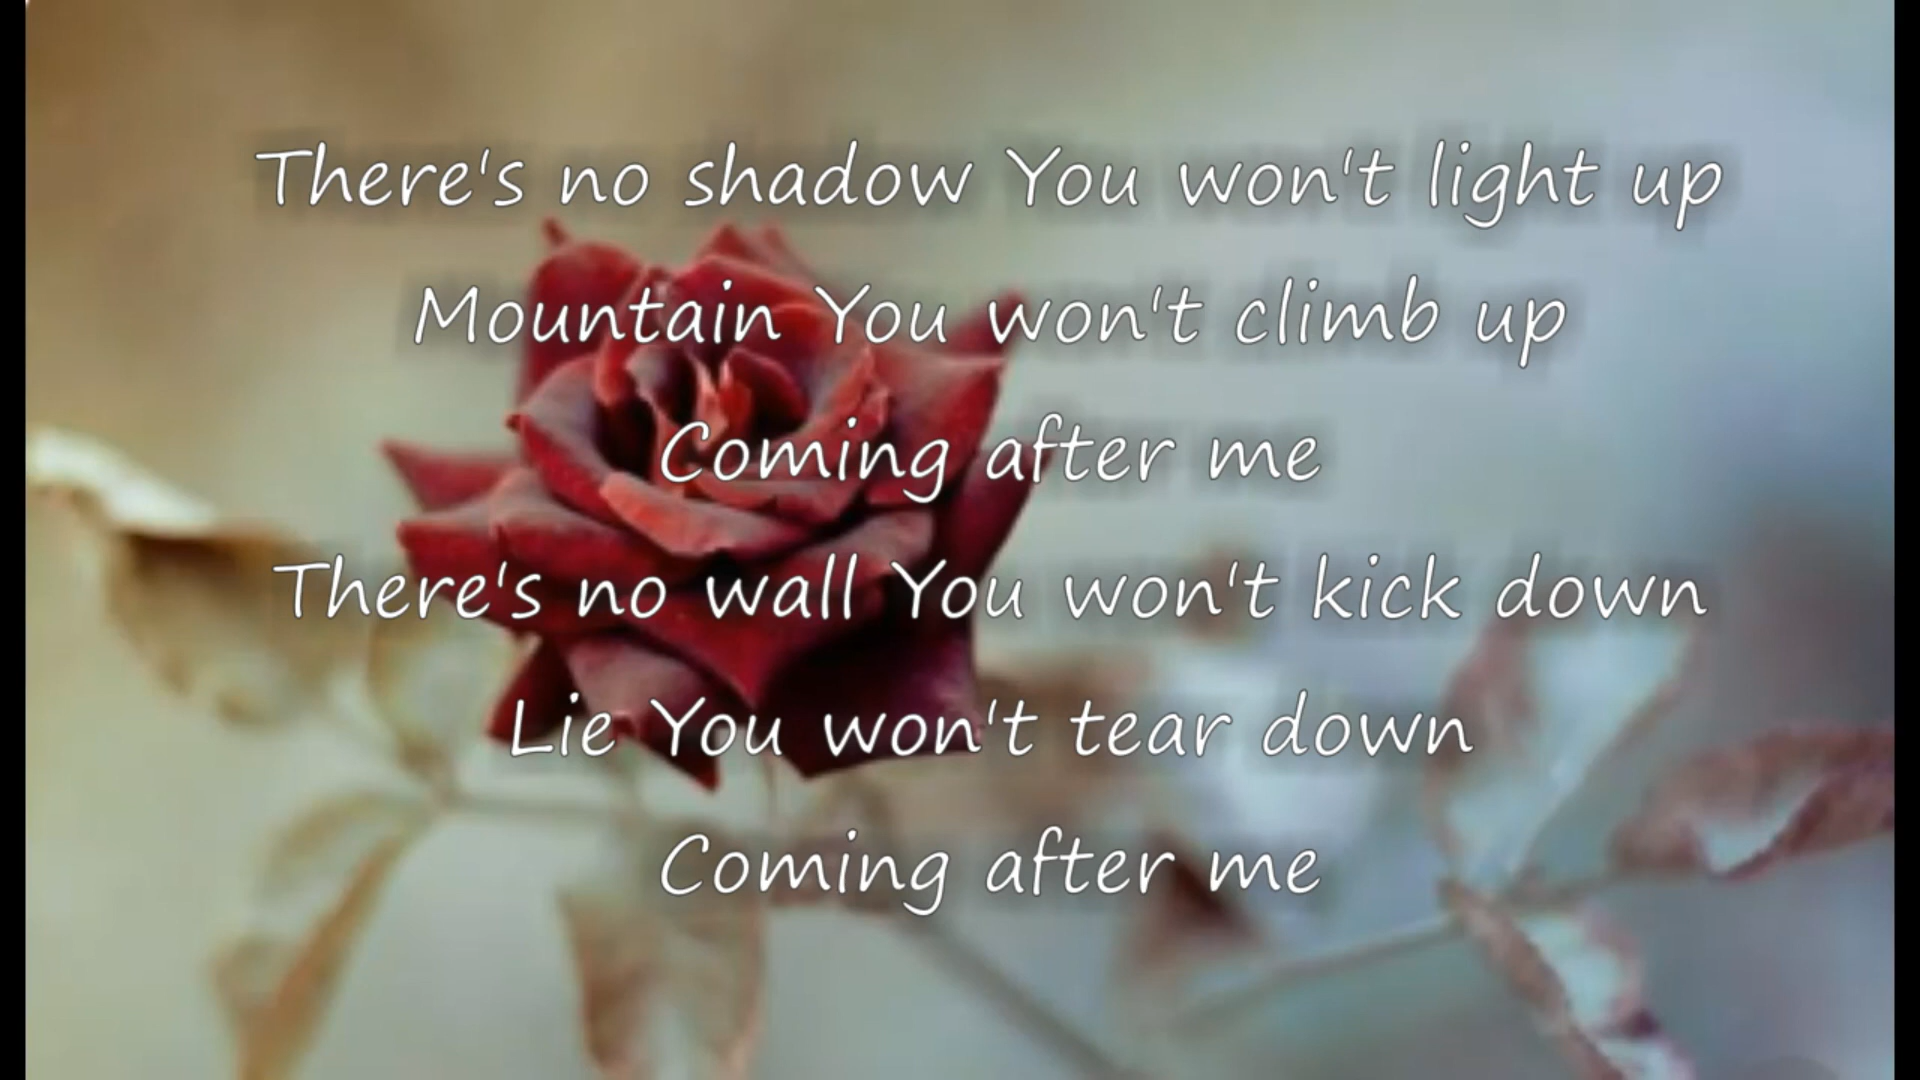 There's no shadow You won't light up
Mountain You won't climb up
Coming after me
There's no wall You won't kick down
Lie You won't tear down
Coming after me